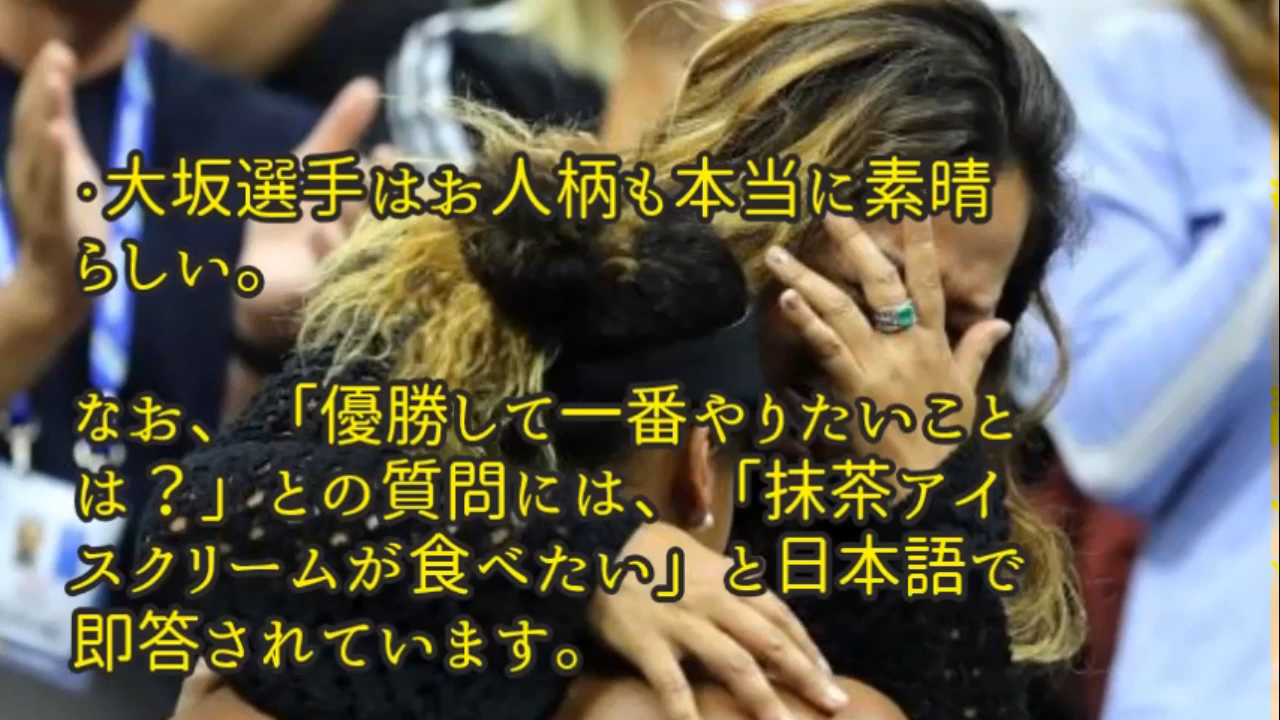 ・大坂選手はお人柄も本当に素晴
らしい。
なお、「優勝して一番やりたいこと
は？」との質問には、「抹茶アイ
スクリームが食べたい」と日本語で
即答されています。